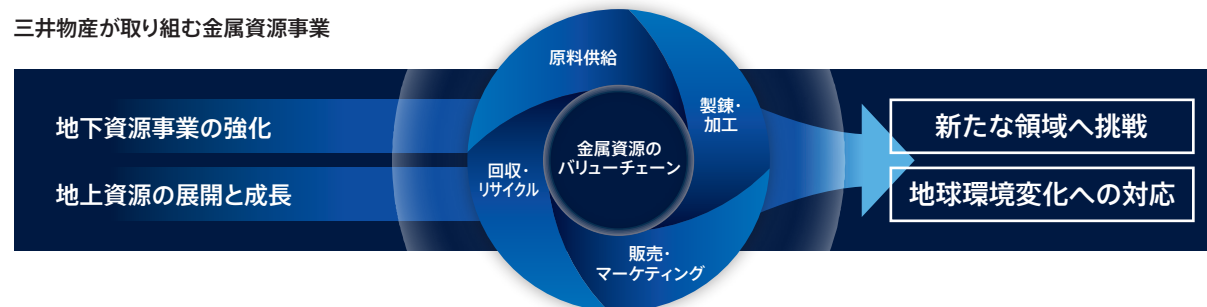 三井物産が取り組む金属資源事業
地下資源事業の強化
地上資源の展開と成長
原料供給
製錬・
加工
金属資源の
バリューチェーン
回収・
リサイクル
販売・
マーケティング
新たな領域へ挑戦
地球環境変化への対応